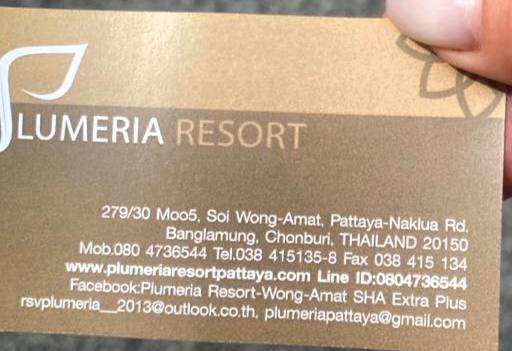 PLUMERIA RESORT
279/30 Moo5, Soi Wong-Amat, Pattaya-Naklua Rd.
Banglamung, Chonburi, THAILAND 20150
Mob.080 4736544 Tel.038 415135-8 Fax 038 415 134
www.plumeriaresortpattaya.com Line ID:0804736544
Facebook:Plumeria Resort-Wong-Amat SHA Extra Plus
rsvplumeria__2013@outlook.co.th, plumeriapattaya@gmail.com